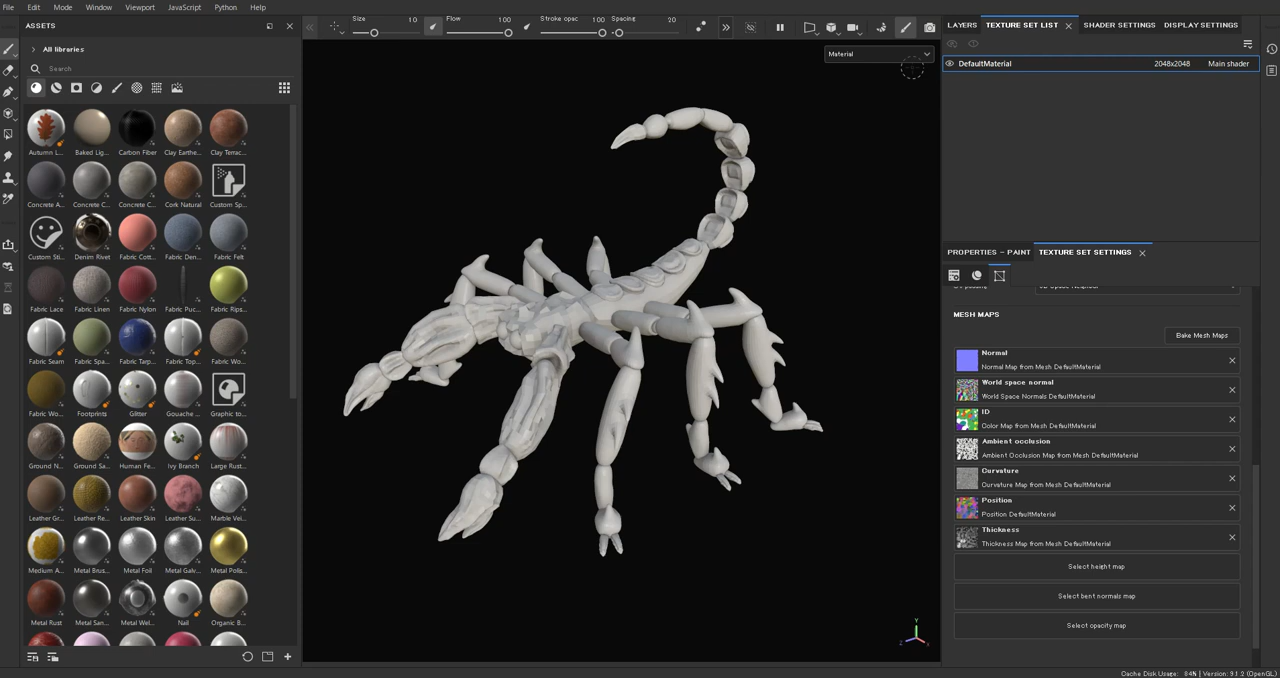 File Edit Mode Window Viewport JavaScript Python Help
ASSETS
All libraries
Search
Autumn L... Baked Lig... Carbon Fiber Clay Earthe... Clay Terrac...
Concrete A... Concrete C... Concrete C... Cork Natural Custom Sp...
Custom Sti... Denim Rivet Fabric Cott... Fabric Den... Fabric Felt
Fabric Lace Fabric Linen Fabric Nylon Fabric Puc... Fabric Rips...
Fabric Seam Fabric Spa... Fabric Tarp... Fabric Top... Fabric Wo...
Fabric Wo... Footprints Glitter Gouache ... Graphic to...
Ground N... Ground Sa... Human Fe... Ivy Branch Large Rust...
Leather Gr... Leather Re... Leather Skin Leather Su... Marble Vei...
Medium A... Metal Brus... Metal Foil Metal Galv... Metal Polis...
Metal Rust Metal San... Metal Wel... Nail Organic B...
Size 10 Flow 100 Stroke opac 100 Spacing 20
Material
Y
Z X
LAYERS TEXTURE SET LIST SHADER SETTINGS DISPLAY SETTINGS
DefaultMaterial 2048x2048 Main shader
PROPERTIES - PAINT TEXTURE SET SETTINGS
MESH MAPS
Bake Mesh Maps
Normal
Normal Map from Mesh DefaultMaterial
World space normal
World Space Normals DefaultMaterial
ID
Color Map from Mesh DefaultMaterial
Ambient occlusion
Ambient Occlusion Map from Mesh DefaultMaterial
Curvature
Curvature Map from Mesh DefaultMaterial
Position
Position DefaultMaterial
Thickness
Thickness Map from Mesh DefaultMaterial
Select height map
Select bent normals map
Select opacity map
Cache Disk Usage: 84% | Version: 9.1.2 (OpenGL)